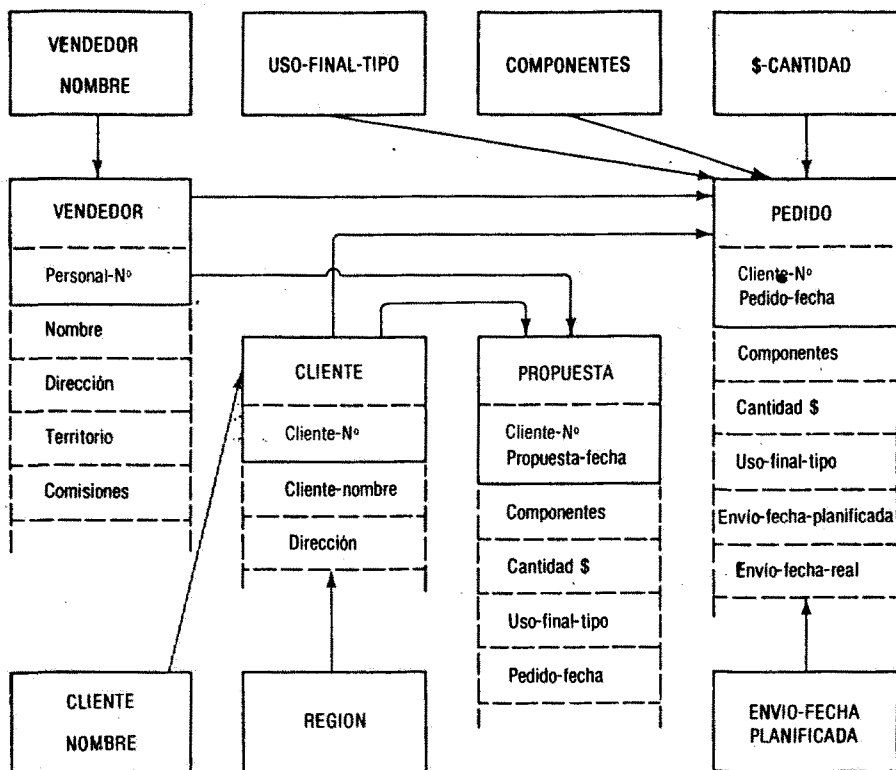 VENDEDOR
NOMBRE
USO-FINAL-TIPO
COMPONENTES
$-CANTIDAD
VENDEDOR
Personal-Nº
Nombre
Dirección
Territorio
Comisiones
CLIENTE
Cliente-Nº
Cliente-nombre
Dirección
PROPUESTA
Cliente-Nº
Propuesta-fecha
Componentes
Cantidad $
Uso-final-tipo
Pedido-fecha
PEDIDO
Cliente-Nº
Pedido-fecha
Componentes
Cantidad $
Uso-final-tipo
Envío-fecha-planificada
Envío-fecha-real
CLIENTE
NOMBRE
REGION
ENVIO-FECHA
PLANIFICADA